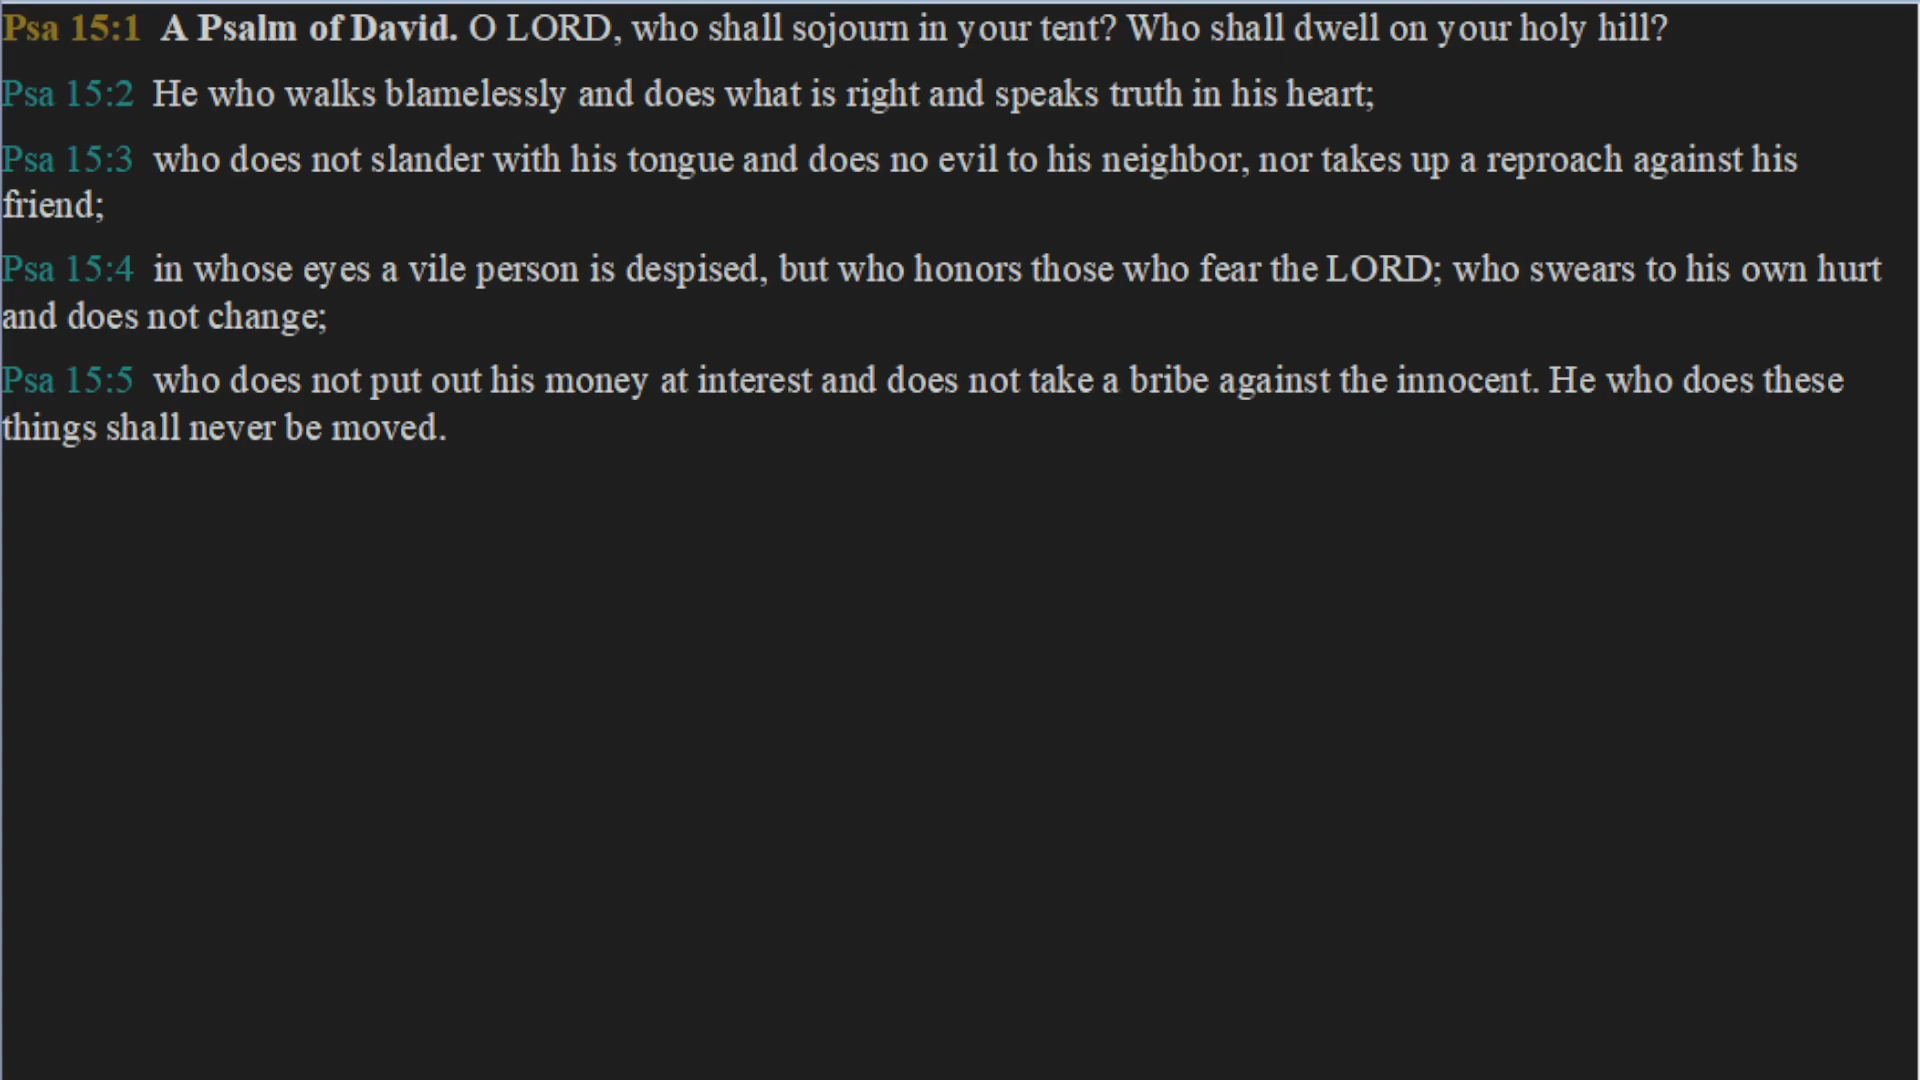 Psa 15:1 A Psalm of David. O LORD, who shall sojourn in your tent? Who shall dwell on your holy hill?
Psa 15:2 He who walks blamelessly and does what is right and speaks truth in his heart;
Psa 15:3 who does not slander with his tongue and does no evil to his neighbor, nor takes up a reproach against his
friend;
Psa 15:4 in whose eyes a vile person is despised, but who honors those who fear the LORD; who swears to his own hurt
and does not change;
Psa 15:5 who does not put out his money at interest and does not take a bribe against the innocent. He who does these
things shall never be moved.